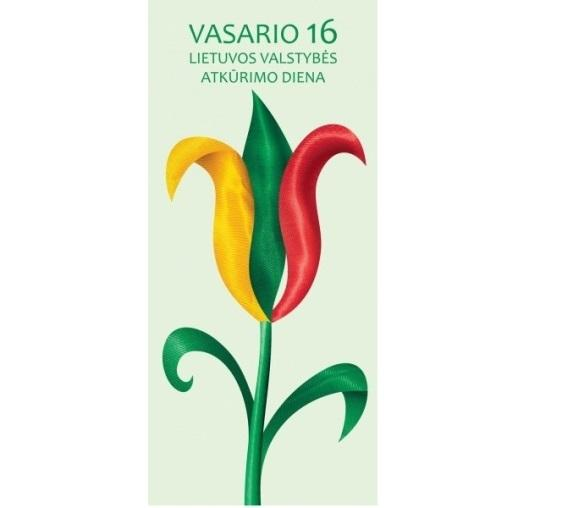 VASARIO 16
LIETUVOS VALSTYBĖS
ATKŪRIMO DIENA